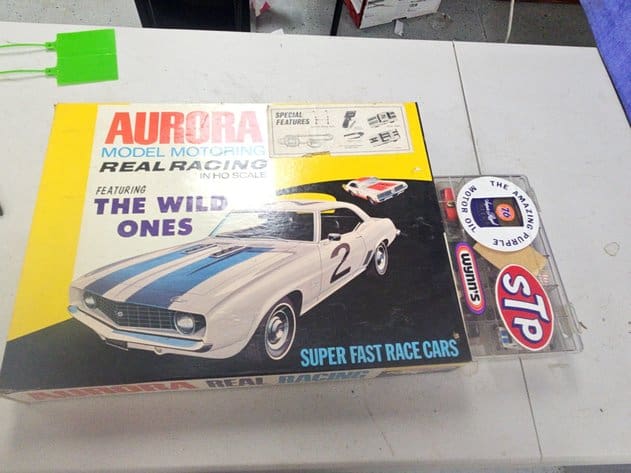 AURORA
MODEL MOTORING
REAL RACING
IN HO SCALE
SPECIAL
FEATURES
FEATURING
THE WILD
ONES
2
SUPER FAST RACE CARS
AURORA REAL RACING
THE AMAZING PURPLE
MOTOR OIL
76
Wynn's
STP